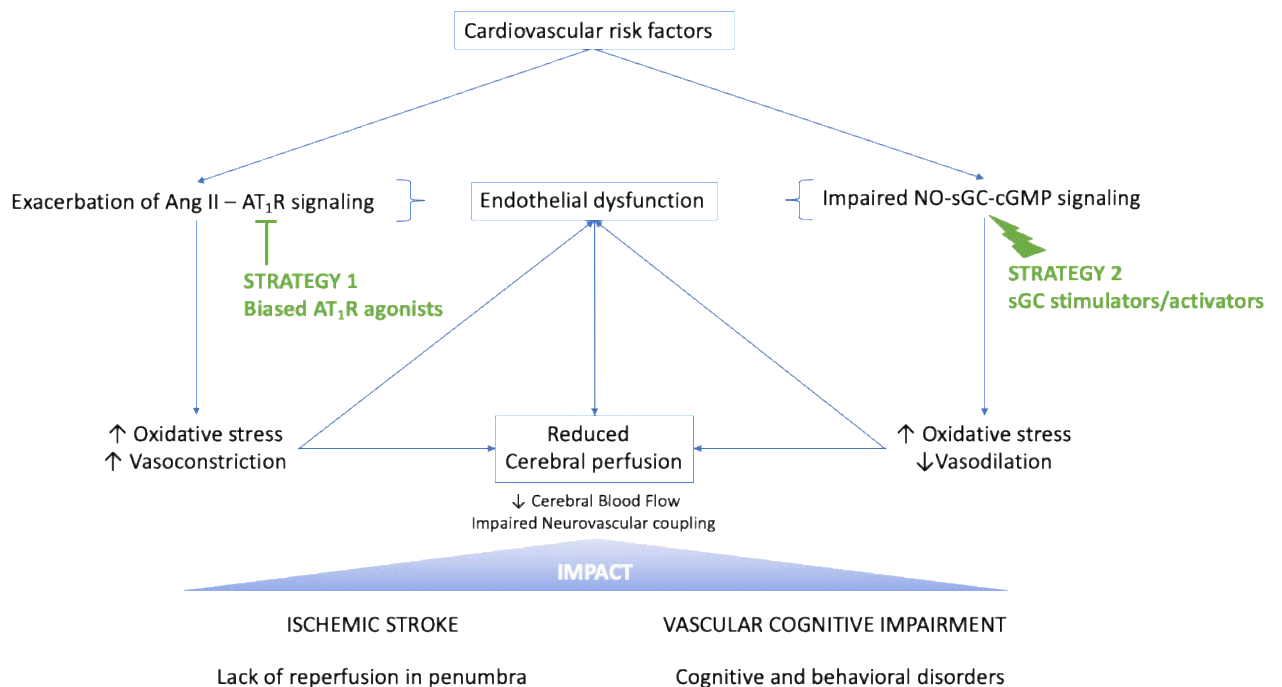 Cardiovascular risk factors
Exacerbation of Ang II – AT₁R signaling
Endothelial dysfunction
Impaired NO-sGC-cGMP signaling
STRATEGY 1
Biased AT₁R agonists
STRATEGY 2
sGC stimulators/activators
↑ Oxidative stress
↑ Vasoconstriction
Reduced
Cerebral perfusion
↑ Oxidative stress
↓Vasodilation
↓ Cerebral Blood Flow
Impaired Neurovascular coupling
IMPACT
ISCHEMIC STROKE
VASCULAR COGNITIVE IMPAIRMENT
Lack of reperfusion in penumbra
Cognitive and behavioral disorders